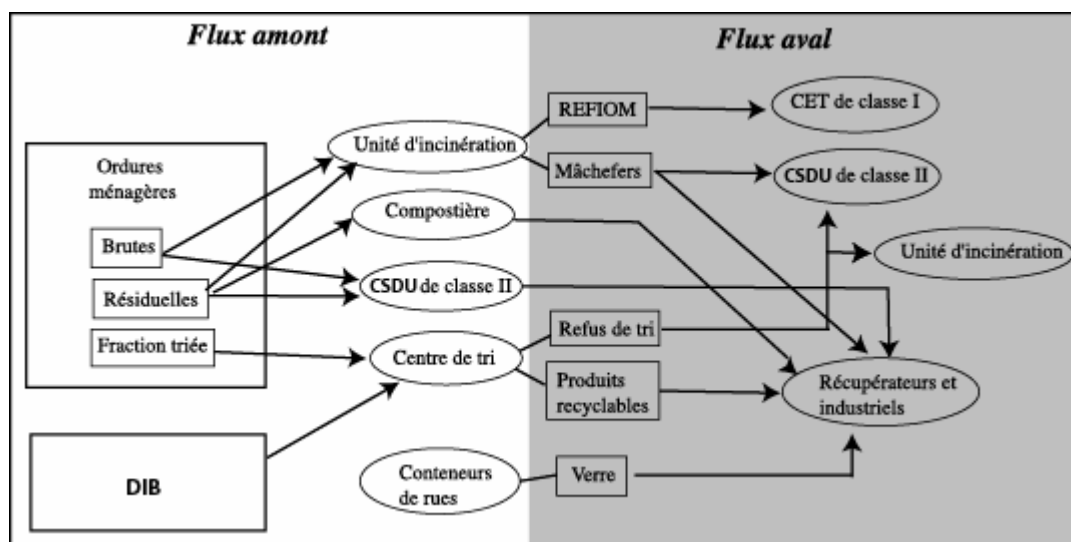 Flux amont
Flux aval
Ordures
ménagères
Brutes
Résiduelles
Fraction triée
DIB
Unité d'incinération
Compostière
CSDU de classe II
Centre de tri
Conteneurs
de rues
REFIOM
Mâchefers
Refus de tri
Produits
recyclables
Verre
CET de classe I
CSDU de classe II
Unité d'incinération
Récupérateurs et
industriels